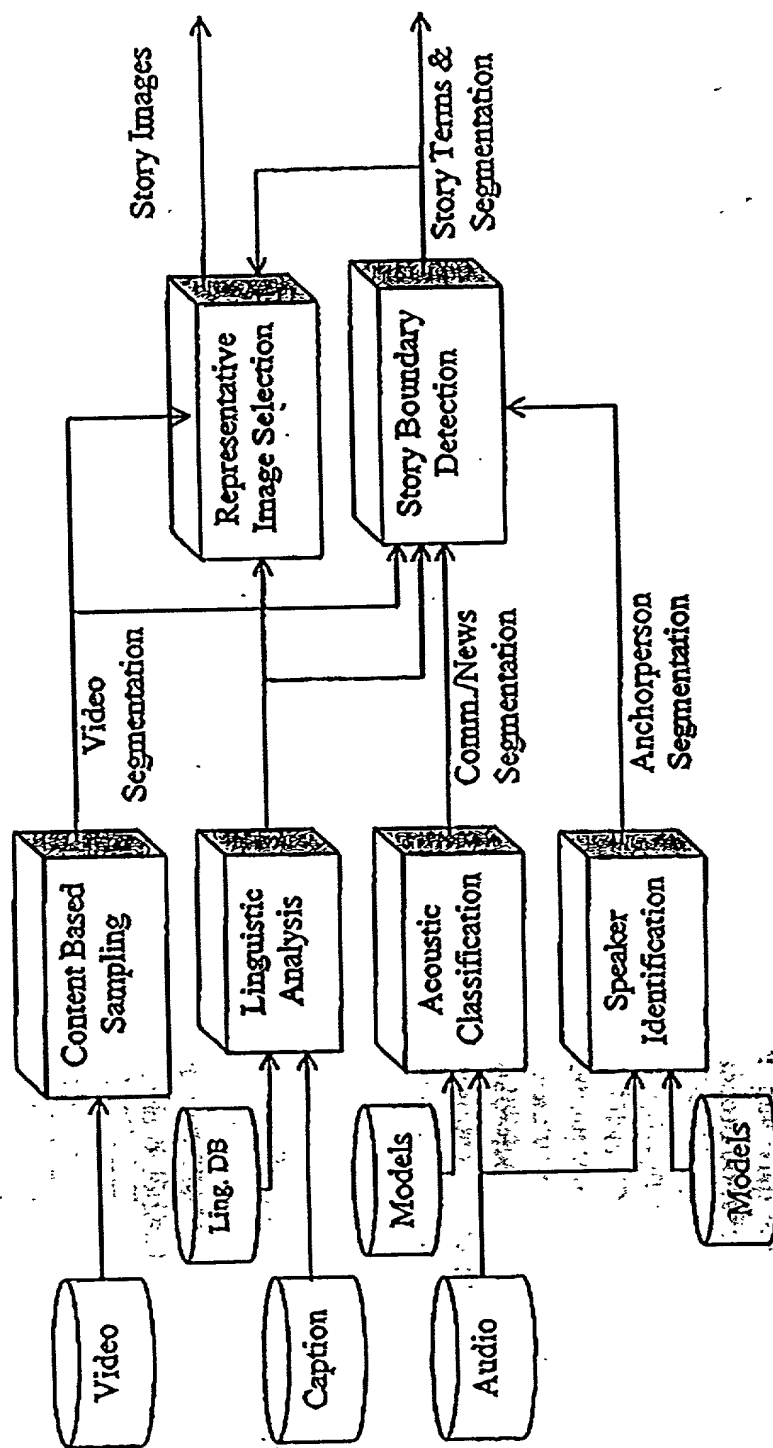 Video
Caption
Audio
Ling. DB
Models
Models
Content Based
Sampling
Linguistic
Analysis
Acoustic
Classification
Speaker
Identification
Video
Segmentation
Comm./News
Segmentation
Anchorperson
Segmentation
Representative
Image Selection
Story Boundary
Detection
Story Images
Story Terms &
Segmentation